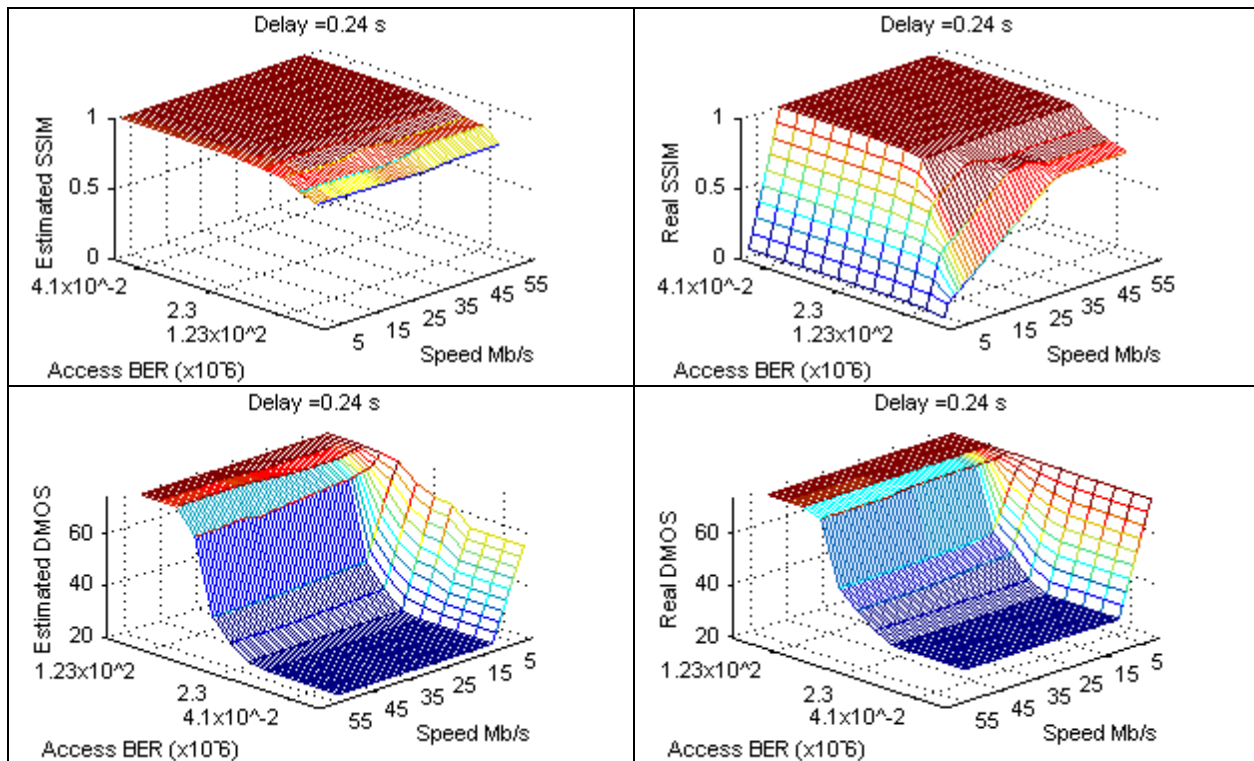 Delay =0.24 s
Estimated SSIM
1
0.5
0
4.1x10^-2
2.3
1.23x10^2
Access BER (x10-6)
5
15
25
35
45
55
Speed Mb/s
Delay =0.24 s
Real SSIM
1
0.5
0
4.1x10^-2
2.3
1.23x10^2
Access BER (x10-6)
5
15
25
35
45
55
Speed Mb/s
Delay =0.24 s
Estimated DMOS
60
40
20
1.23x10^2
2.3
4.1x10^-2
Access BER (x10-6)
55
45
35
25
15
5
Speed Mb/s
Delay =0.24 s
Real DMOS
60
40
20
1.23x10^2
2.3
4.1x10^-2
Access BER (x10-6)
55
45
35
25
15
5
Speed Mb/s